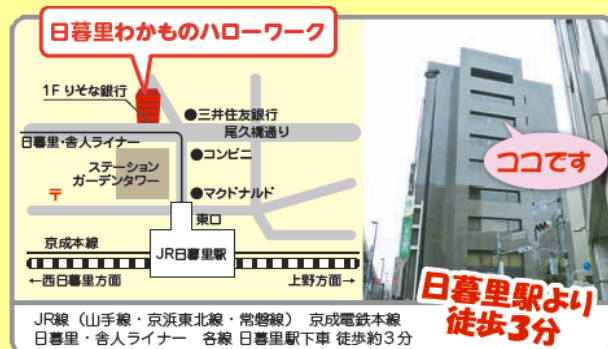 日暮里わかものハローワーク
1F りそな銀行
●三井住友銀行
尾久橋通り
日暮里・舎人ライナー
●コンビニ
ステーション
ガーデンタワー
〒
●マクドナルド
東口
京成本線
JR日暮里駅
←西日暮里方面
上野方面→
ココです
日暮里駅より
徒歩3分
JR線（山手線・京浜東北線・常磐線） 京成電鉄本線
日暮里・舎人ライナー 各線 日暮里駅下車 徒歩約3分